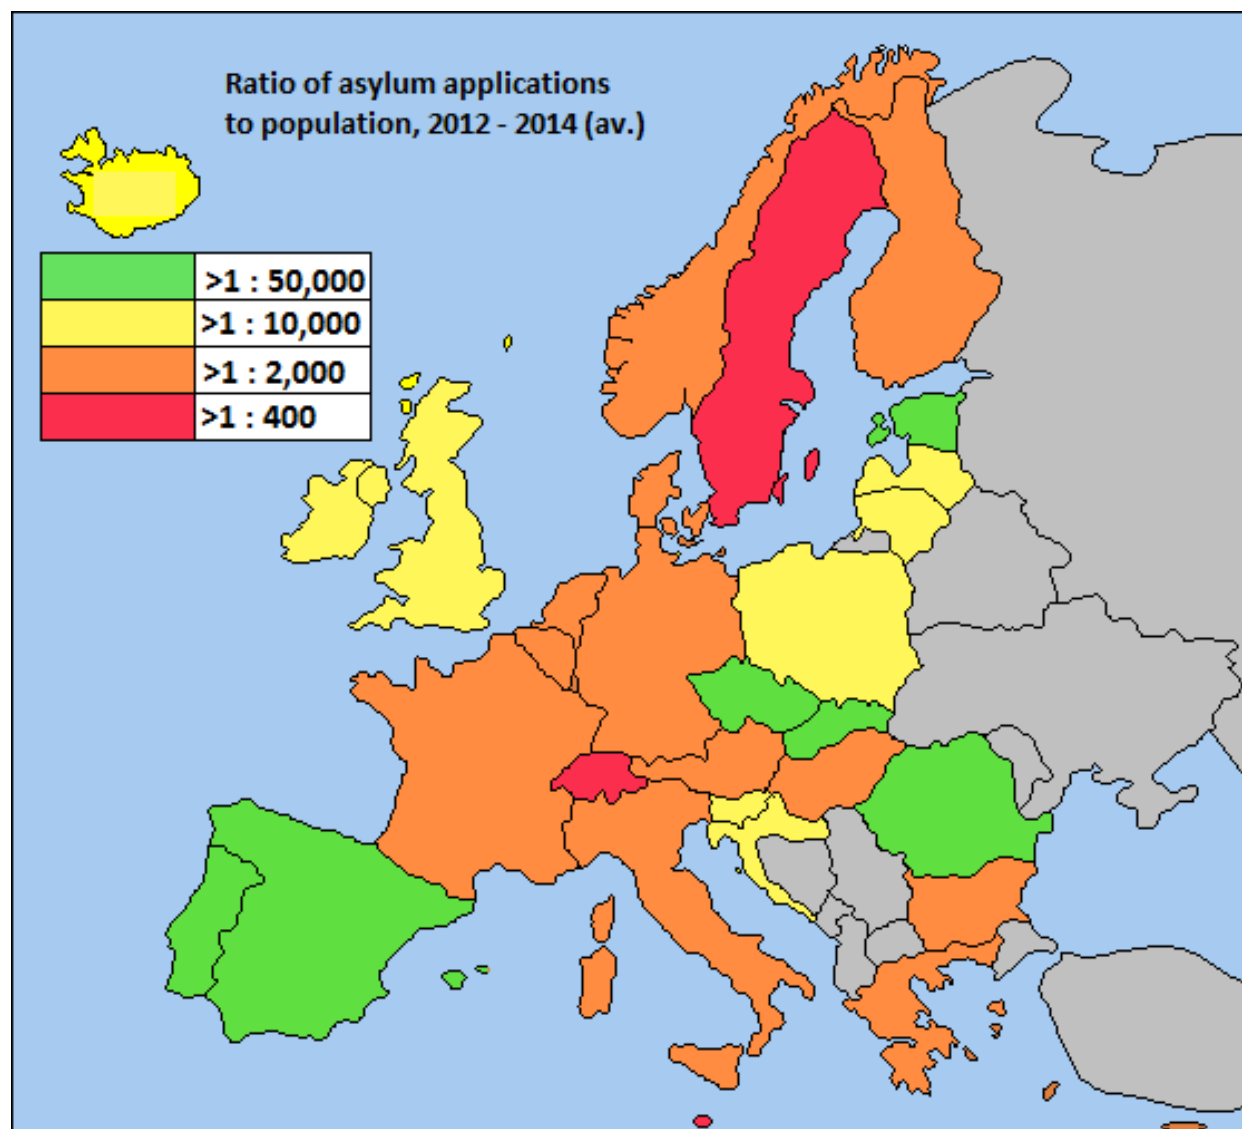 Ratio of asylum applications
to population, 2012 - 2014 (av.)
>1 : 50,000
>1 : 10,000
>1 : 2,000
>1 : 400